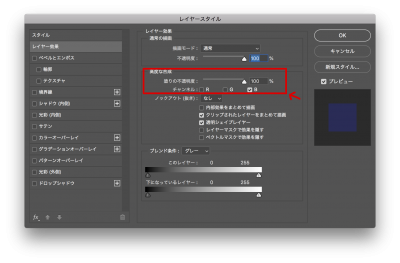 レイヤースタイル
スタイル
レイヤー効果
ベベルとエンボス
輪郭
テクスチャ
境界線
シャドウ (内側)
光彩 (内側)
サテン
カラーオーバーレイ
グラデーションオーバーレイ
パターンオーバーレイ
光彩 (外側)
ドロップシャドウ
fx.
レイヤー効果
通常の描画
描画モード： 通常
不透明度： 100 %
高度な合成
塗りの不透明度： 100 %
チャンネル： R G B
ノックアウト (抜き)： なし
内部効果をまとめて描画
クリップされたレイヤーをまとめて描画
透明シェイプレイヤー
レイヤーマスクで効果を隠す
ベクトルマスクで効果を隠す
ブレンド条件： グレー
このレイヤー： 0 255
下になっているレイヤー： 0 255
OK
キャンセル
新規スタイル...
プレビュー